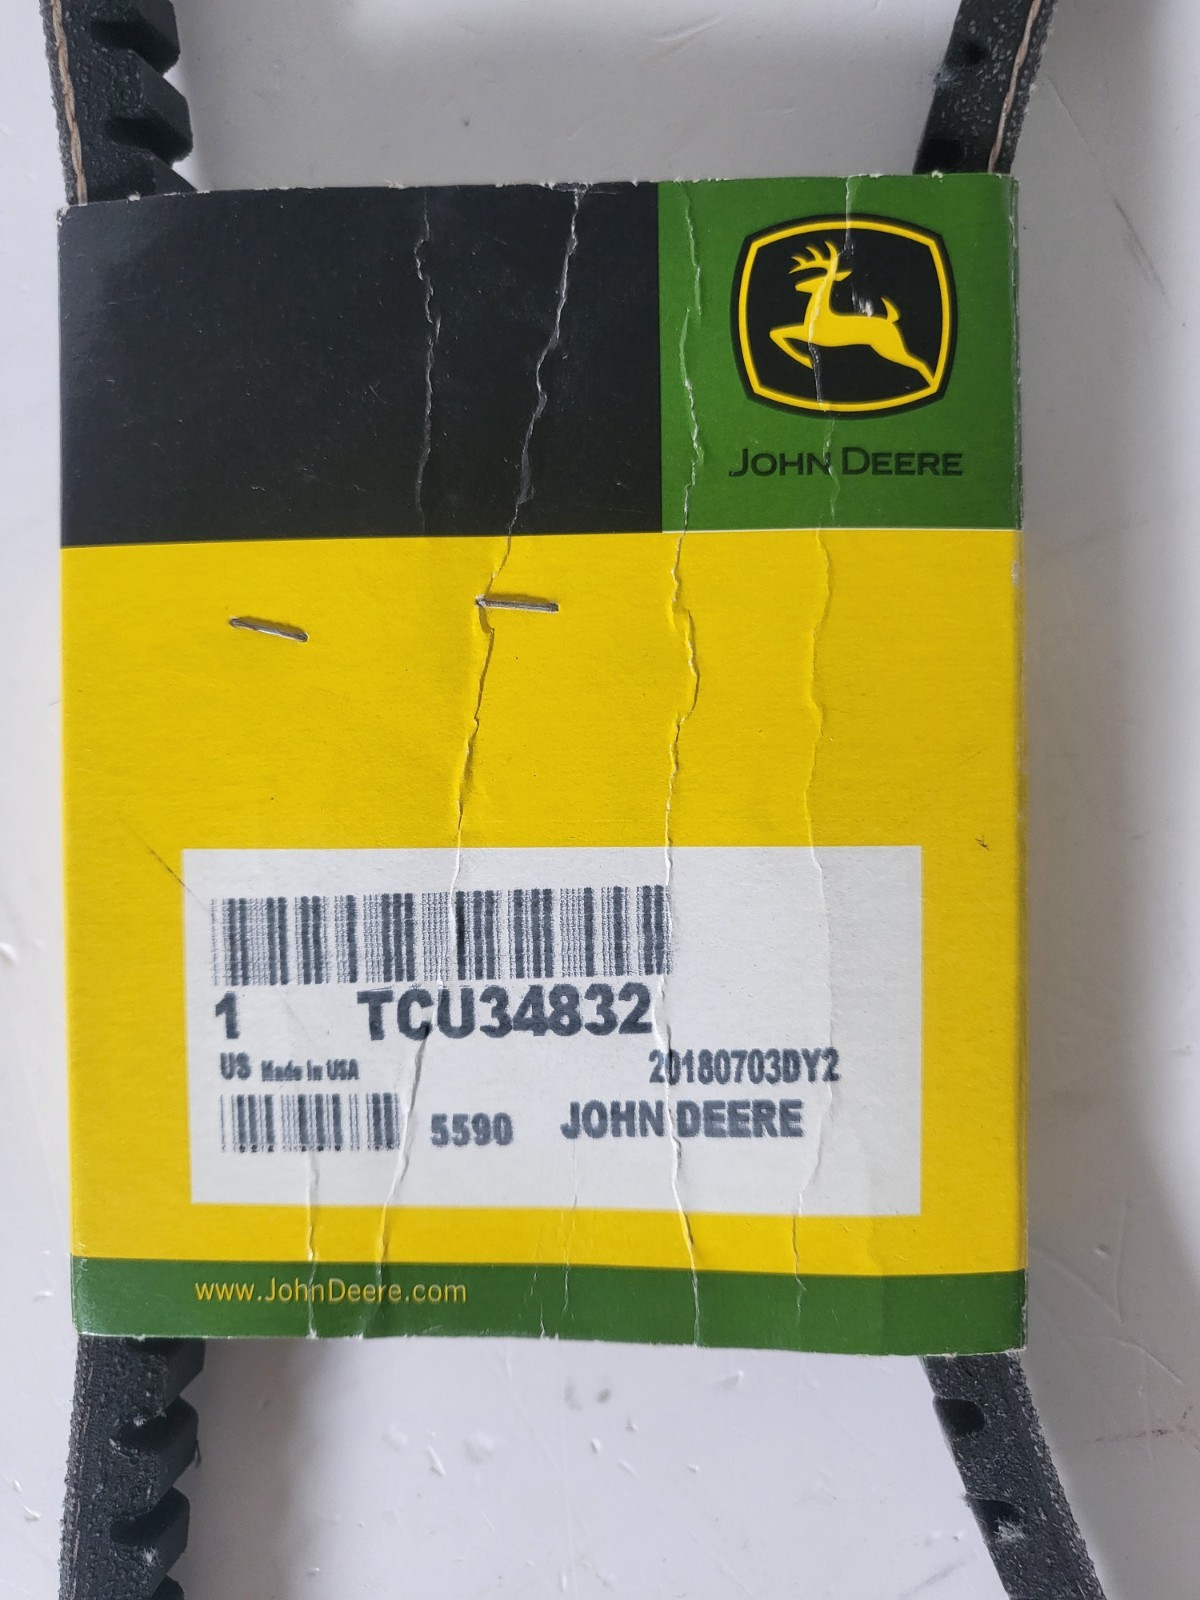 JOHN DEERE
1 TCU34832
US Made In USA 20180703DY2
5590 JOHN DEERE
www.JohnDeere.com